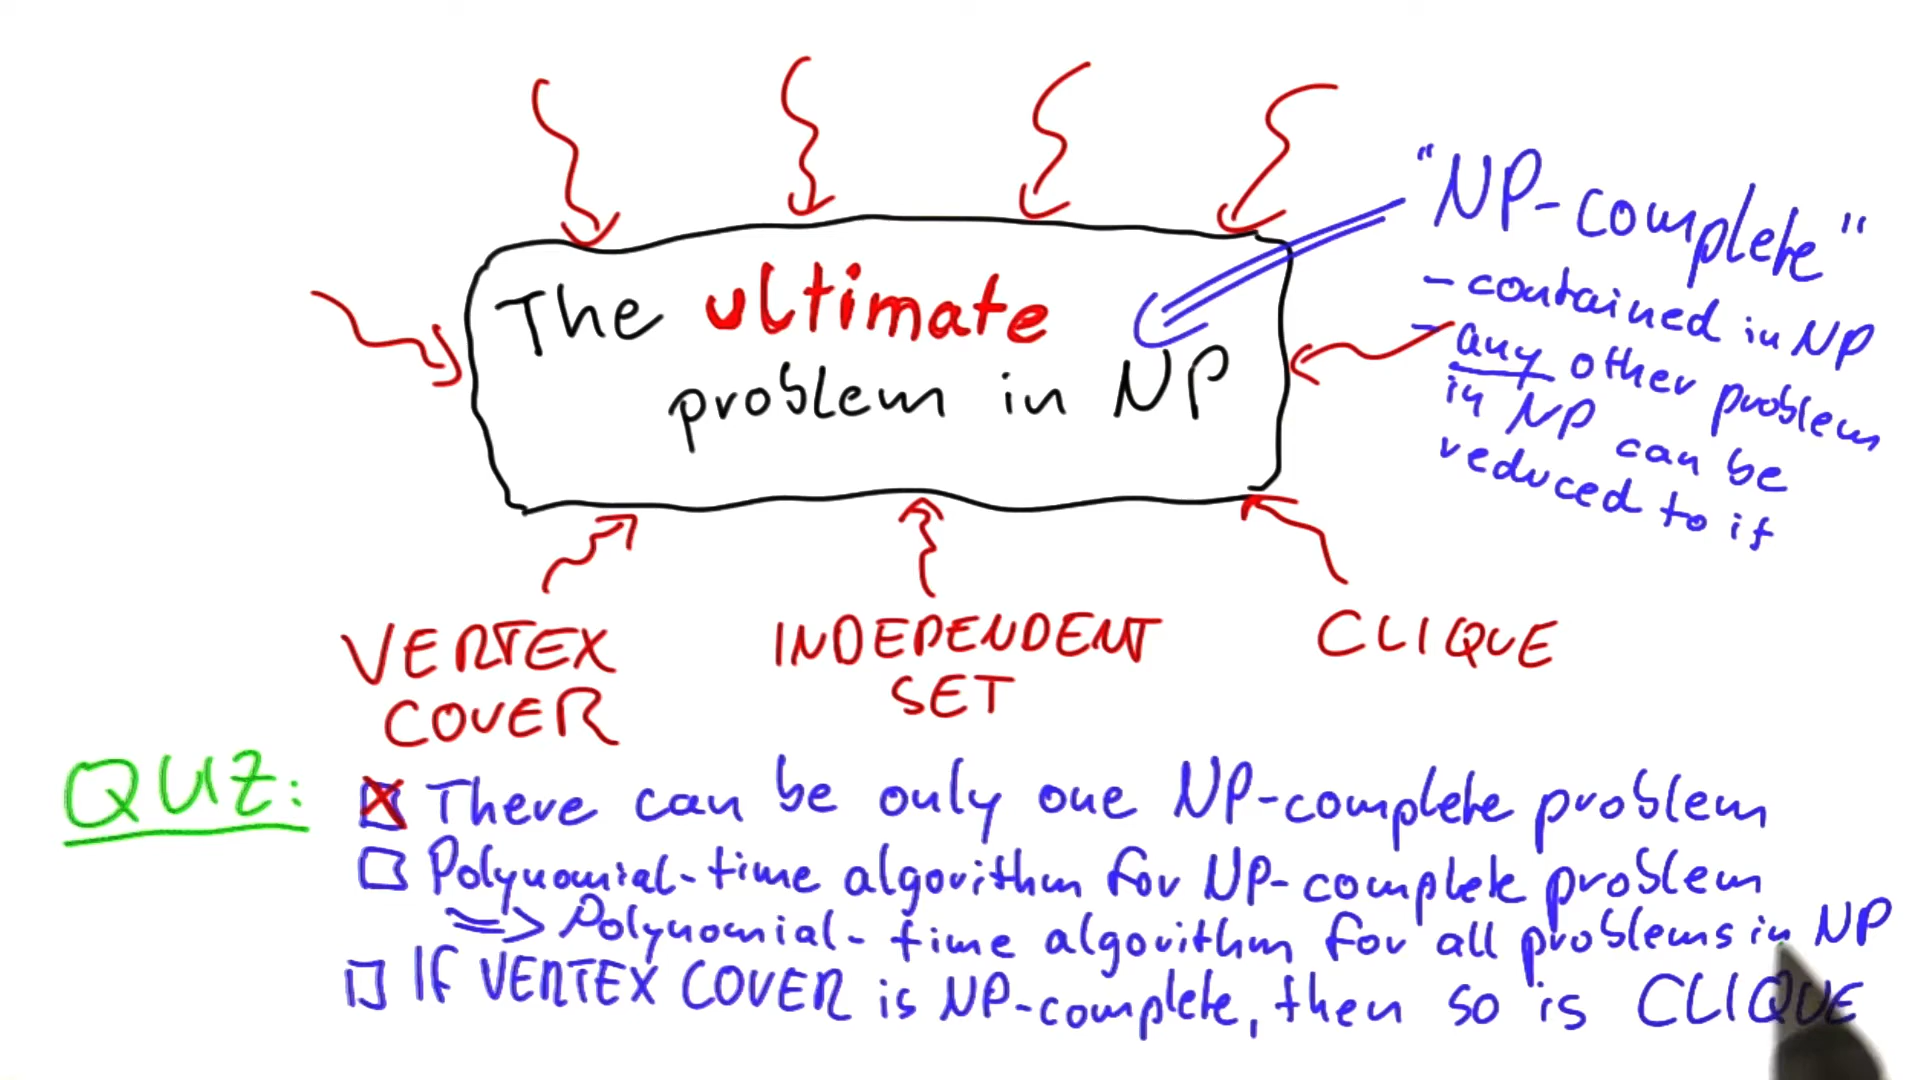 The ultimate
problem in NP
"NP-complete"
- contained in NP
- any other problem
in NP can be
reduced to it
VERTEX
COVER
INDEPENDENT
SET
CLIQUE
QUIZ:
There can be only one NP-complete problem
Polynomial-time algorithm for NP-complete problem
=> Polynomial-time algorithm for all problems in NP
If VERTEX COVER is NP-complete, then so is CLIQUE